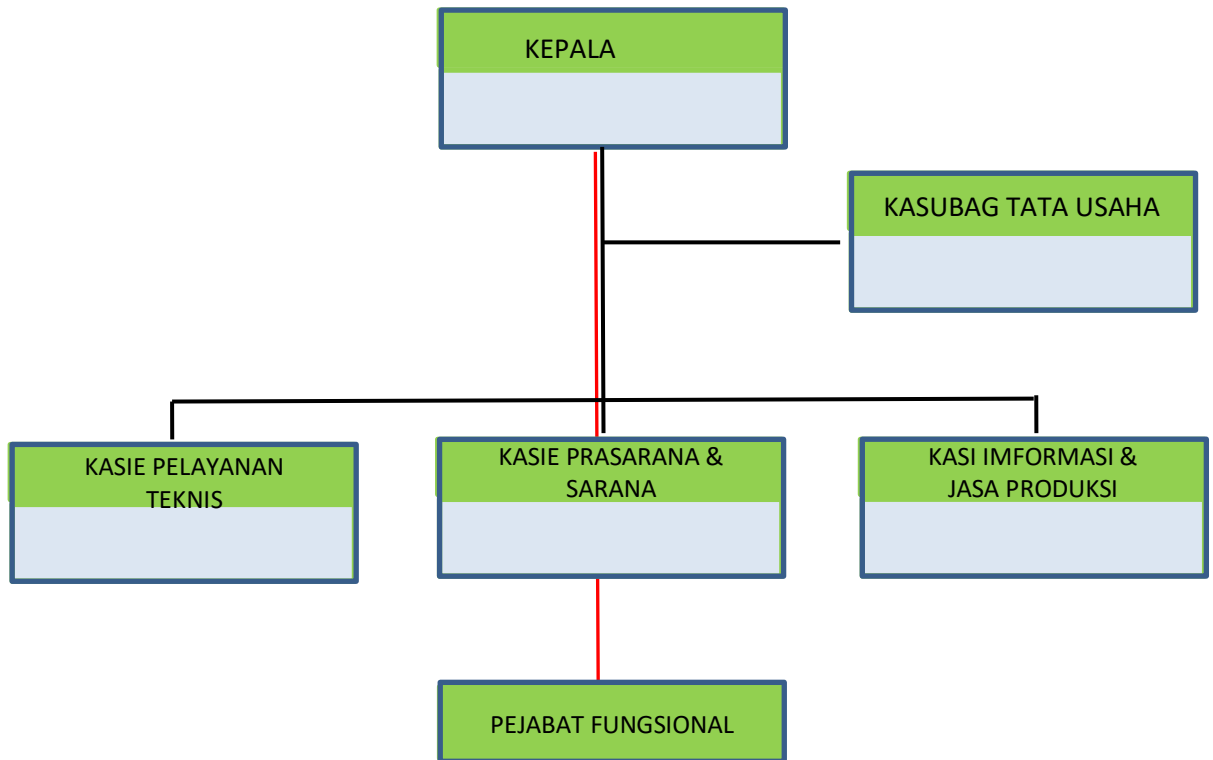 KEPALA
KASUBAG TATA USAHA
KASIE PELAYANAN
TEKNIS
KASIE PRASARANA &
SARANA
KASI IMFORMASI &
JASA PRODUKSI
PEJABAT FUNGSIONAL